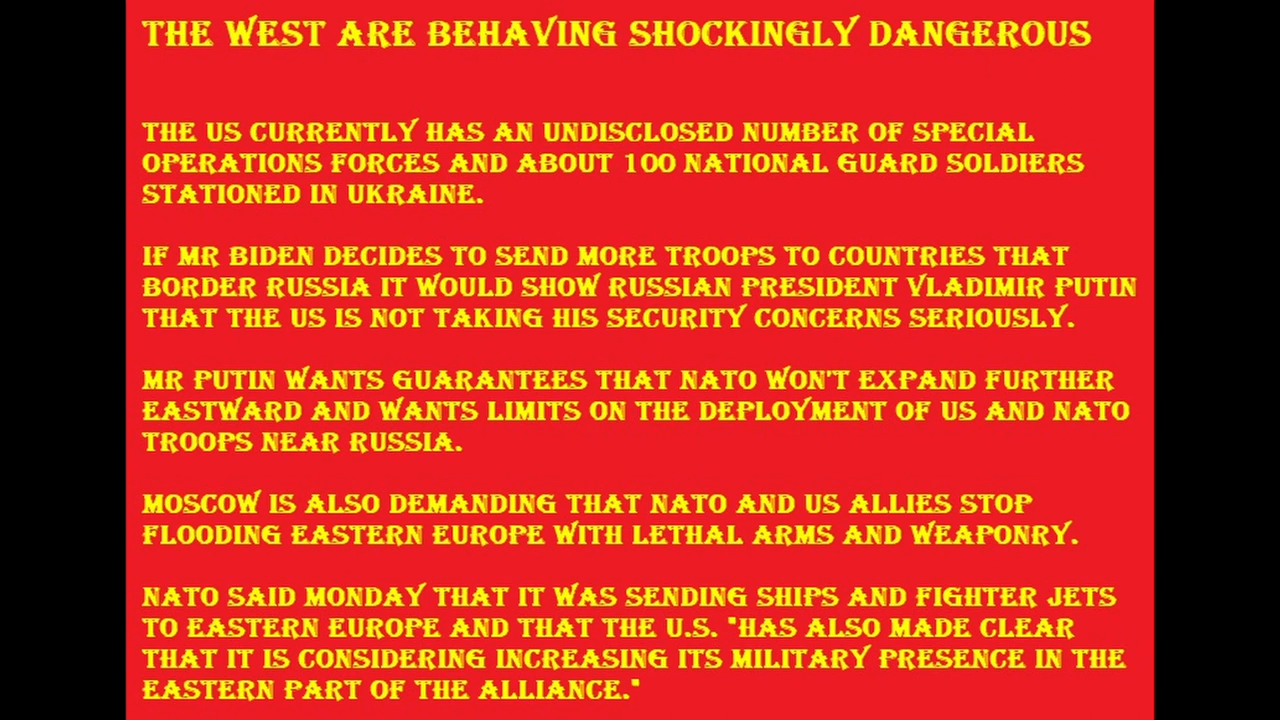 THE WEST ARE BEHAVING SHOCKINGLY DANGEROUS
THE US CURRENTLY HAS AN UNDISCLOSED NUMBER OF SPECIAL
OPERATIONS FORCES AND ABOUT 100 NATIONAL GUARD SOLDIERS
STATIONED IN UKRAINE.
IF MR BIDEN DECIDES TO SEND MORE TROOPS TO COUNTRIES THAT
BORDER RUSSIA IT WOULD SHOW RUSSIAN PRESIDENT VLADIMIR PUTIN
THAT THE US IS NOT TAKING HIS SECURITY CONCERNS SERIOUSLY.
MR PUTIN WANTS GUARANTEES THAT NATO WON'T EXPAND FURTHER
EASTWARD AND WANTS LIMITS ON THE DEPLOYMENT OF US AND NATO
TROOPS NEAR RUSSIA.
MOSCOW IS ALSO DEMANDING THAT NATO AND US ALLIES STOP
FLOODING EASTERN EUROPE WITH LETHAL ARMS AND WEAPONRY.
NATO SAID MONDAY THAT IT WAS SENDING SHIPS AND FIGHTER JETS
TO EASTERN EUROPE AND THAT THE U.S. "HAS ALSO MADE CLEAR
THAT IT IS CONSIDERING INCREASING ITS MILITARY PRESENCE IN THE
EASTERN PART OF THE ALLIANCE."